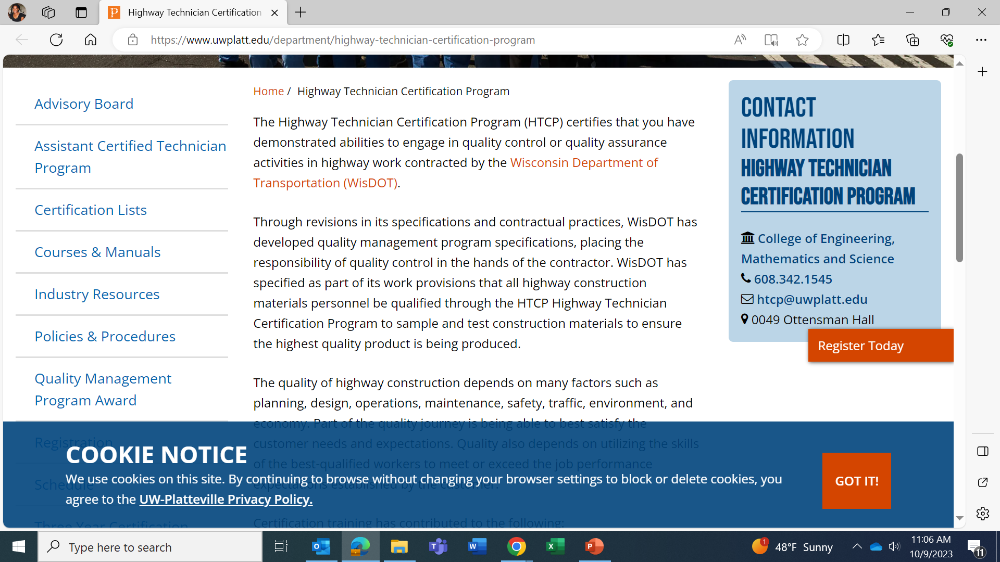 Highway Technician Certification
https://www.uwplatt.edu/department/highway-technician-certification-program
Advisory Board
Assistant Certified Technician
Program
Certification Lists
Courses & Manuals
Industry Resources
Policies & Procedures
Quality Management
Program Award
Registration
Schedule
Three Year Certification
Home / Highway Technician Certification Program
The Highway Technician Certification Program (HTCP) certifies that you have
demonstrated abilities to engage in quality control or quality assurance
activities in highway work contracted by the Wisconsin Department of
Transportation (WisDOT).
Through revisions in its specifications and contractual practices, WisDOT has
developed quality management program specifications, placing the
responsibility of quality control in the hands of the contractor. WisDOT has
specified as part of its work provisions that all highway construction
materials personnel be qualified through the HTCP Highway Technician
Certification Program to sample and test construction materials to ensure
the highest quality product is being produced.
The quality of highway construction depends on many factors such as
planning, design, operations, maintenance, safety, traffic, environment, and
economy. Part of the quality journey is being able to best satisfy the
customer needs and expectations. Quality also depends on utilizing the skills
of the best-qualified workers to meet or exceed the job performance
expectations established by the customer.
Certification training has contributed to the following:
CONTACT
INFORMATION
HIGHWAY TECHNICIAN
CERTIFICATION PROGRAM
College of Engineering,
Mathematics and Science
608.342.1545
htcp@uwplatt.edu
0049 Ottensman Hall
Register Today
COOKIE NOTICE
We use cookies on this site. By continuing to browse without changing your browser settings to block or delete cookies, you
agree to the UW-Platteville Privacy Policy.
GOT IT!
Type here to search
1
48°F Sunny
11:06 AM
10/9/2023
11